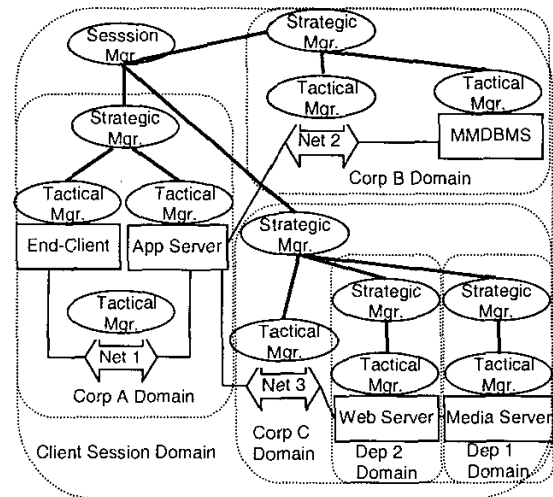 Sesssion
Mgr.
Strategic
Mgr.
Tactical
Mgr.
Tactical
Mgr.
Strategic
Mgr.
Net 2
MMDBMS
Corp B Domain
Tactical
Mgr.
Tactical
Mgr.
End-Client
App Server
Strategic
Mgr.
Tactical
Mgr.
Net 1
Corp A Domain
Strategic
Mgr.
Strategic
Mgr.
Tactical
Mgr.
Tactical
Mgr.
Tactical
Mgr.
Net 3
Web Server
Media Server
Corp C
Domain
Dep 2
Domain
Dep 1
Domain
Client Session Domain